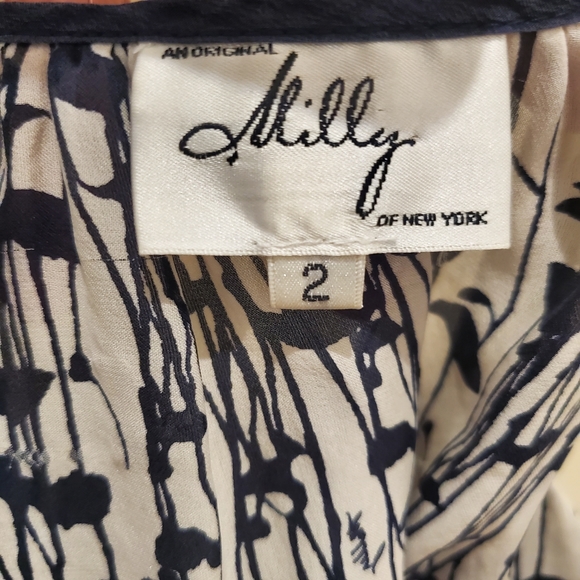 AN ORIGINAL
Milly
OF NEW YORK
2